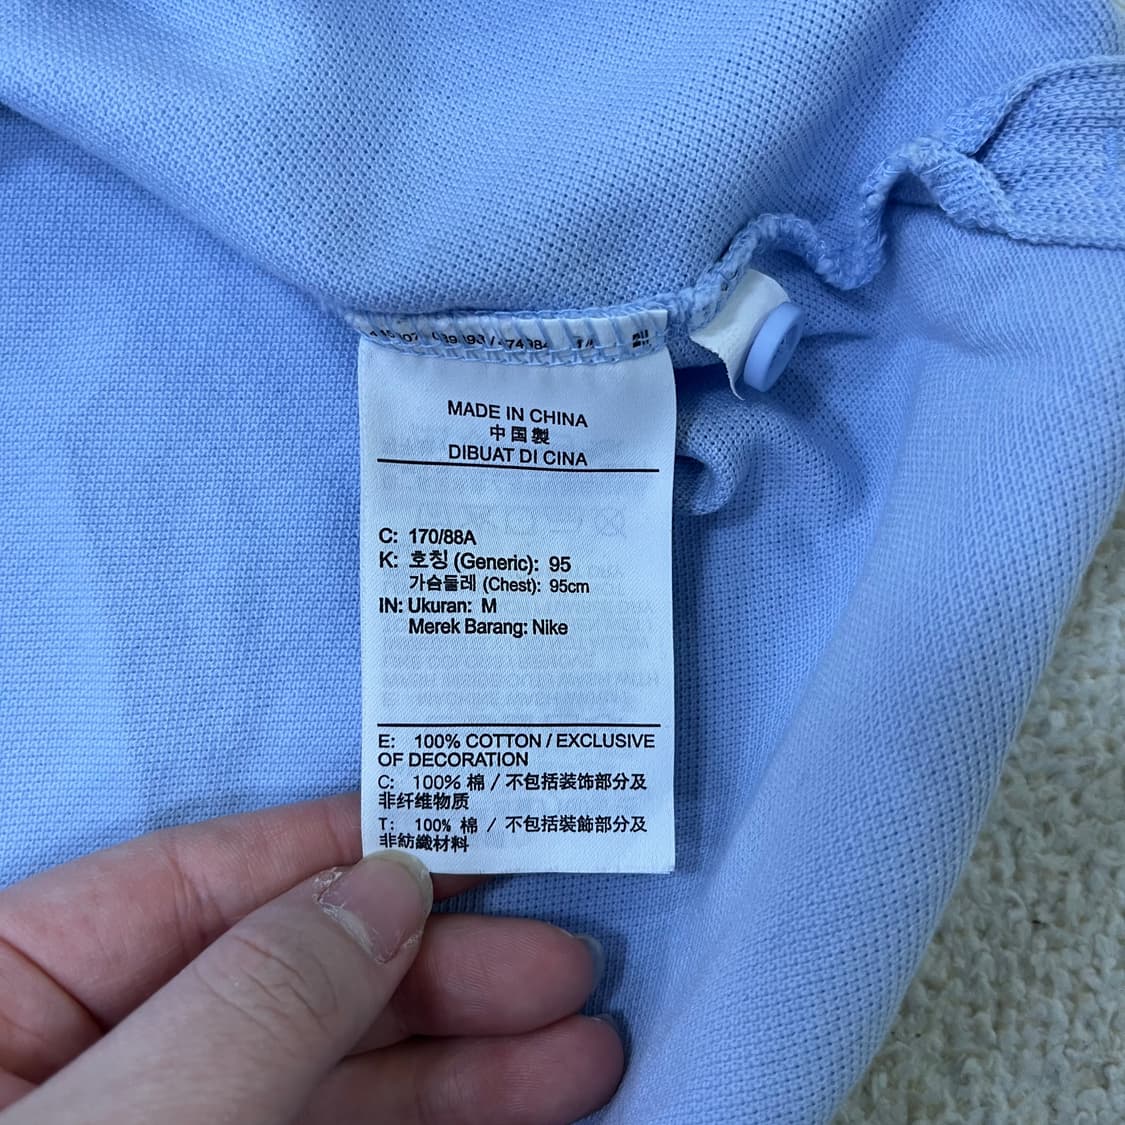 MADE IN CHINA
中国製
DIBUAT DI CINA
C: 170/88A
K: 호칭 (Generic): 95
가슴둘레 (Chest): 95cm
IN: Ukuran: M
Merek Barang: Nike
E: 100% COTTON / EXCLUSIVE
OF DECORATION
C: 100% 棉 / 不包括装饰部分及
非纤维物质
T: 100% 棉 / 不包括裝飾部分及
非紡織材料